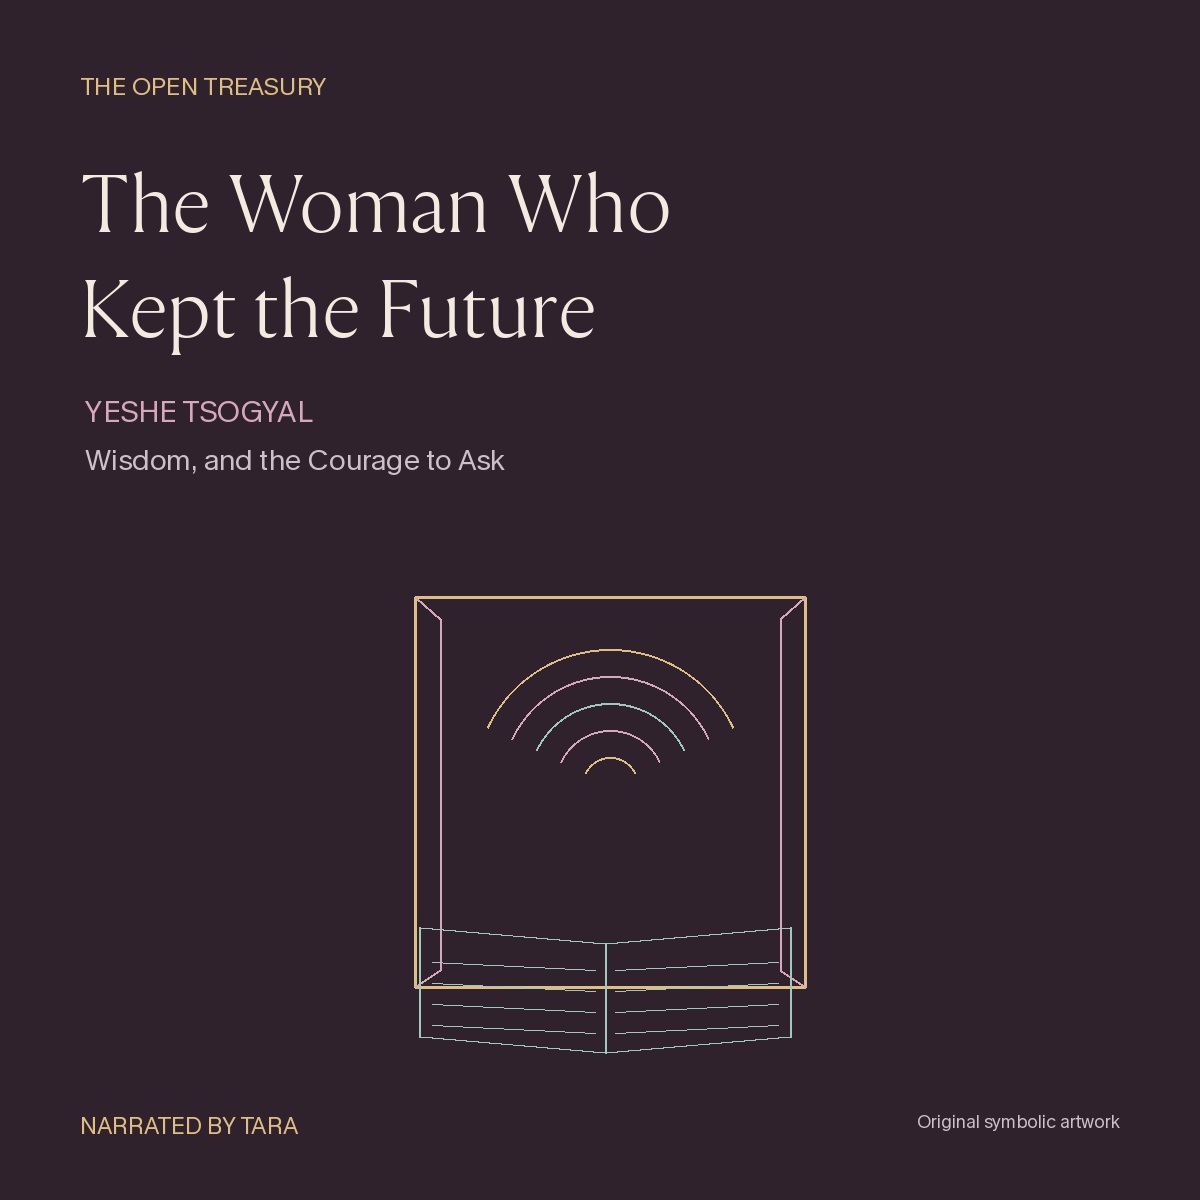 THE OPEN TREASURY
The Woman Who
Kept the Future
YESHE TSOGYAL
Wisdom, and the Courage to Ask
NARRATED BY TARA
Original symbolic artwork